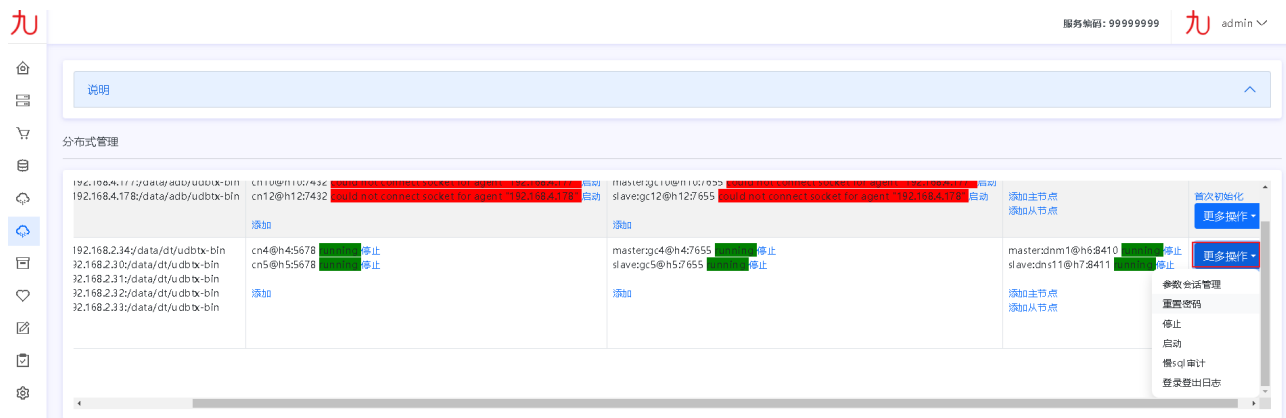 九
服务编码: 99999999
九
admin
说明
分布式管理
192.168.4.177:/data/adb/udbtx-bin
cn10@h10:7432 could not connect socket for agent "192.168.4.177" 启动
master:gc10@h10:7655 could not connect socket for agent "192.168.4.177" 启动
192.168.4.178:/data/adb/udbtx-bin
cn12@h12:7432 could not connect socket for agent "192.168.4.178" 启动
slave:gc12@h12:7655 could not connect socket for agent "192.168.4.178" 启动
添加主节点
首次初始化
添加从节点
更多操作
添加
添加
192.168.2.34:/data/dt/udbtx-bin
cn4@h4:5678 running 停止
master:gc4@h4:7655 running 停止
master:dnm1@h6:8410 running 停止
更多操作
92.168.2.30:/data/dt/udbtx-bin
cn5@h5:5678 running 停止
slave:gc5@h5:7655 running 停止
slave:dns11@h7:8411 running 停止
92.168.2.31:/data/dt/udbtx-bin
92.168.2.32:/data/dt/udbtx-bin
添加
添加
添加主节点
92.168.2.33:/data/dt/udbtx-bin
添加从节点
参数会话管理
重置密码
停止
启动
慢sql审计
登录登出日志